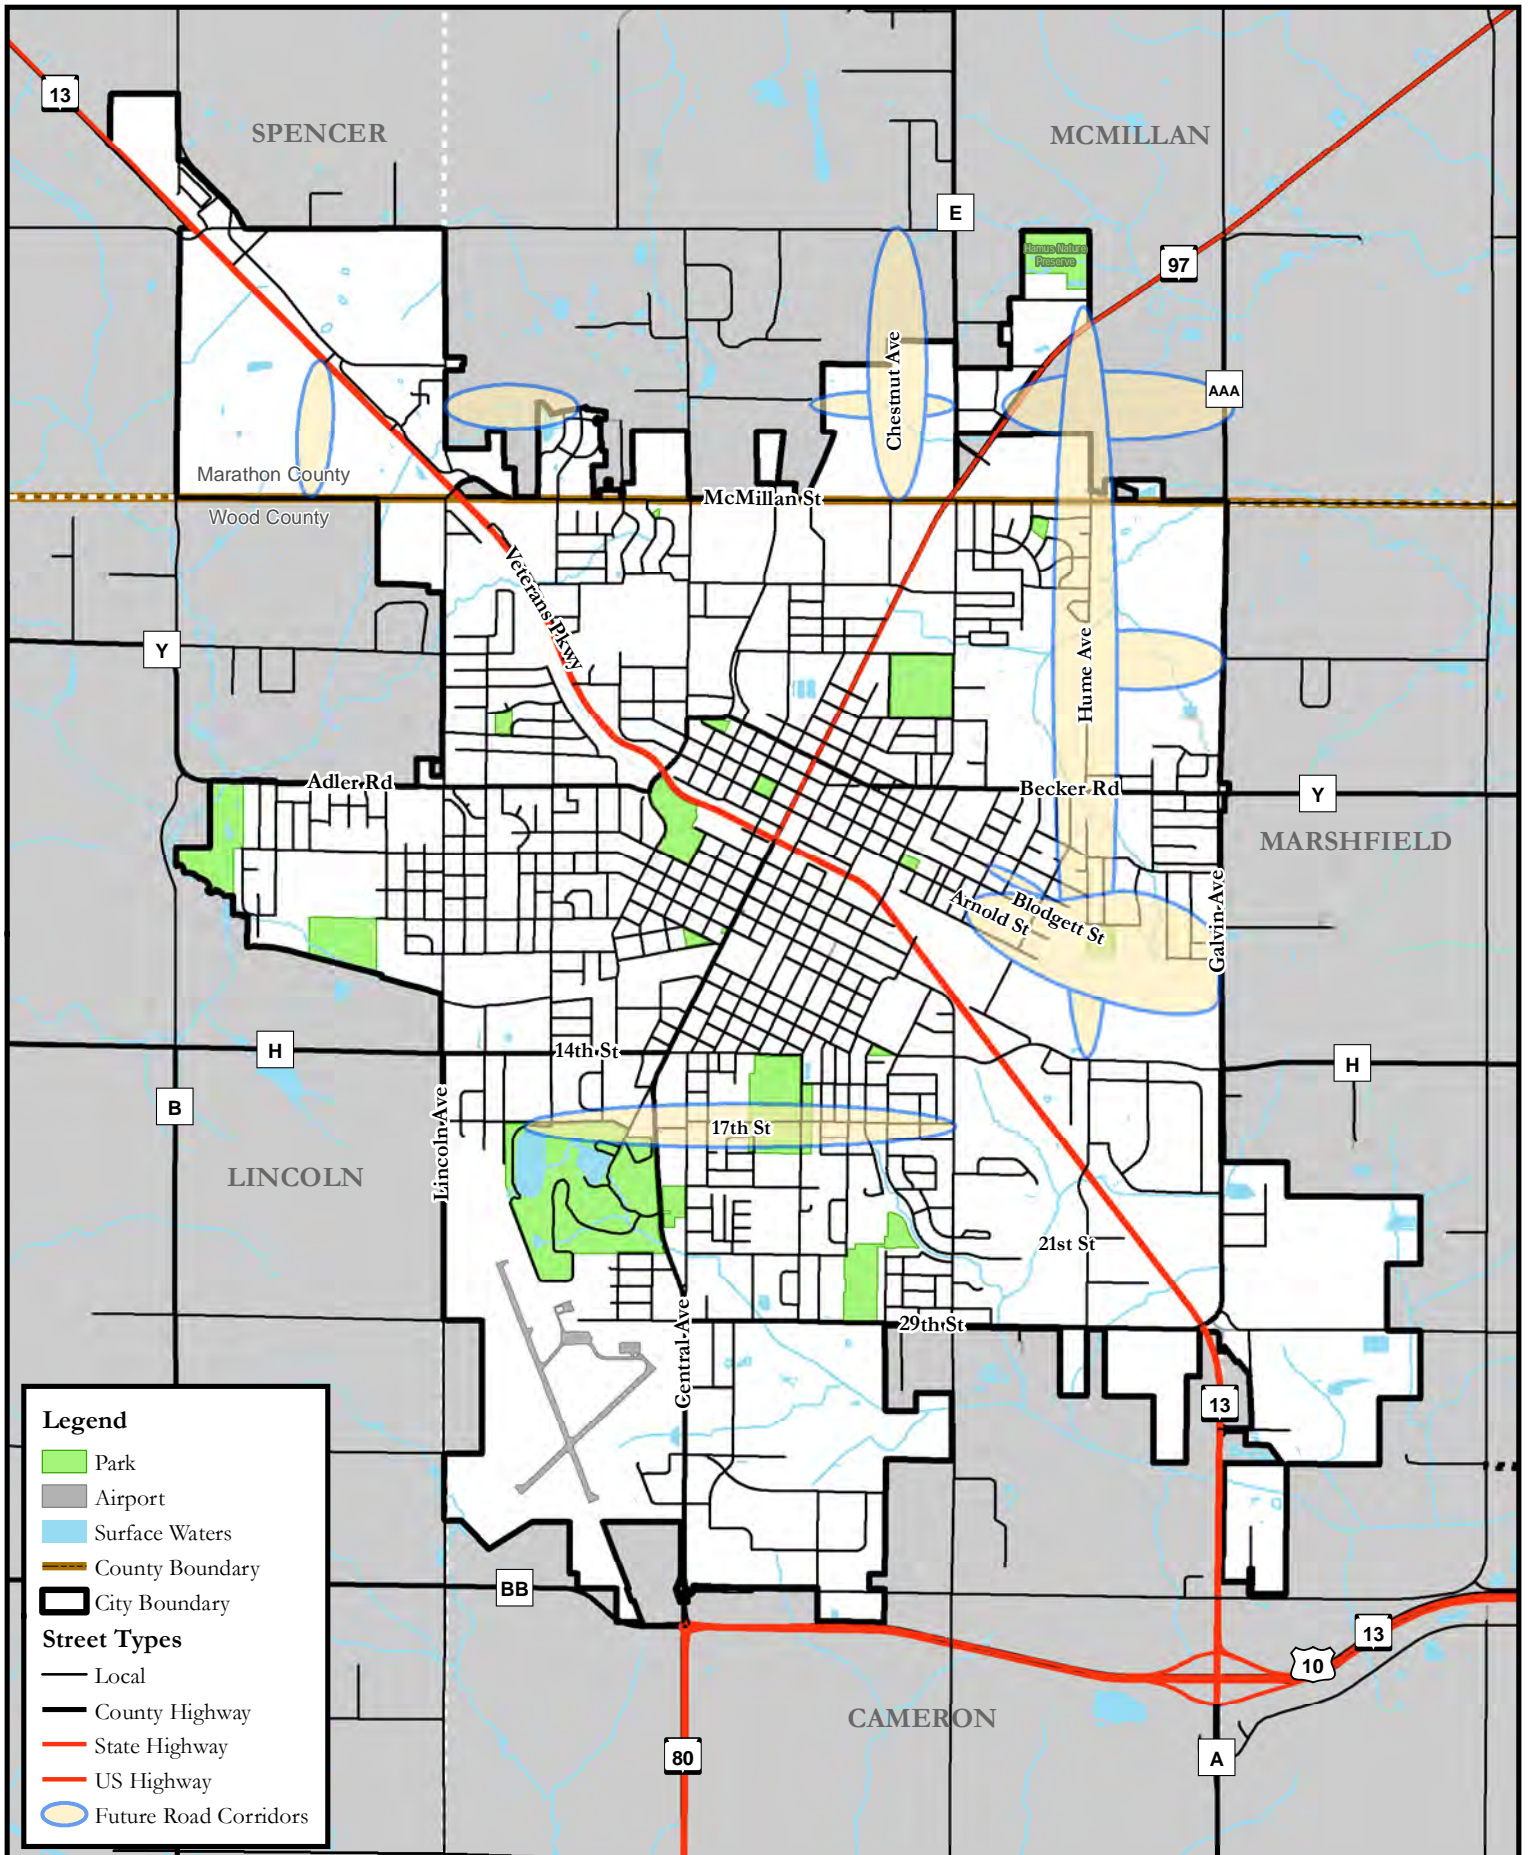 13
SPENCER
MCMILLAN
E
Hamus Nature
Preserve
97
Chestnut Ave
AAA
Marathon County
McMillan St
Wood County
Veterans Pkwy
Y
Hume Ave
Adler Rd
Becker Rd
Y
MARSHFIELD
Arnold St
Blodgett St
Galvin Ave
H
14th St
H
B
Lincoln Ave
17th St
LINCOLN
21st St
29th St
Central Ave
13
Legend
Park
Airport
Surface Waters
County Boundary
City Boundary
Street Types
Local
County Highway
State Highway
US Highway
Future Road Corridors
BB
13
10
CAMERON
80
A